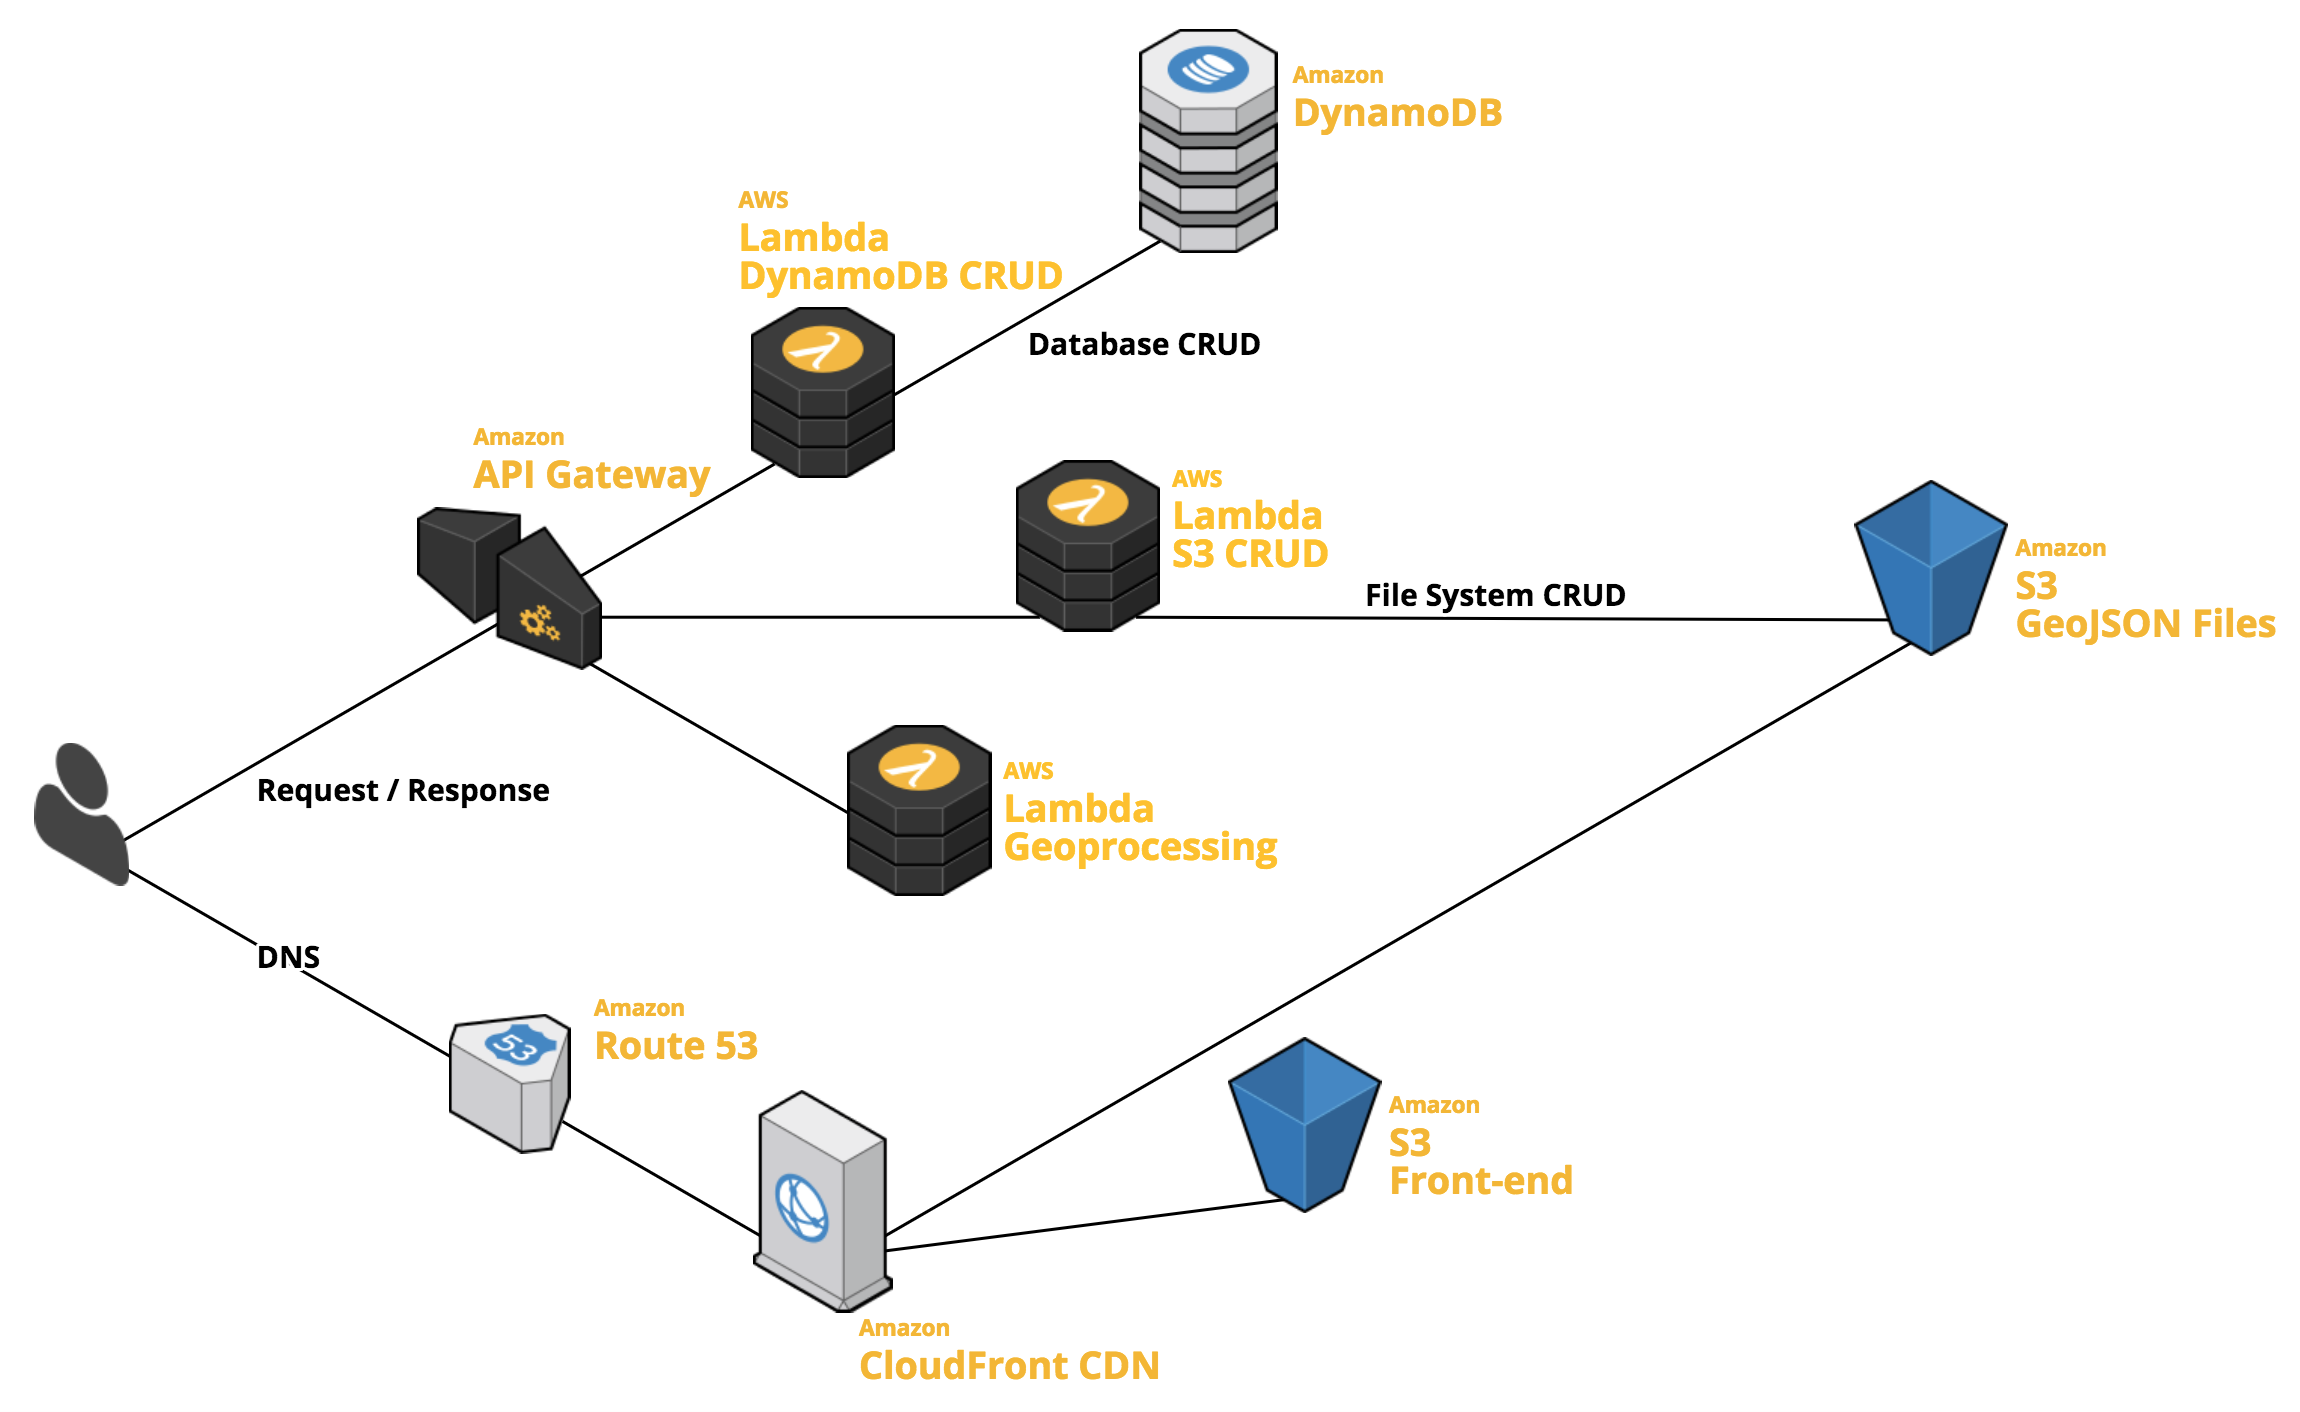 Amazon
DynamoDB
AWS
Lambda
DynamoDB CRUD
Database CRUD
Amazon
API Gateway
AWS
Lambda
S3 CRUD
File System CRUD
Amazon
S3
GeoJSON Files
AWS
Lambda
Geoprocessing
Request / Response
DNS
Amazon
Route 53
53
Amazon
S3
Front-end
Amazon
CloudFront CDN